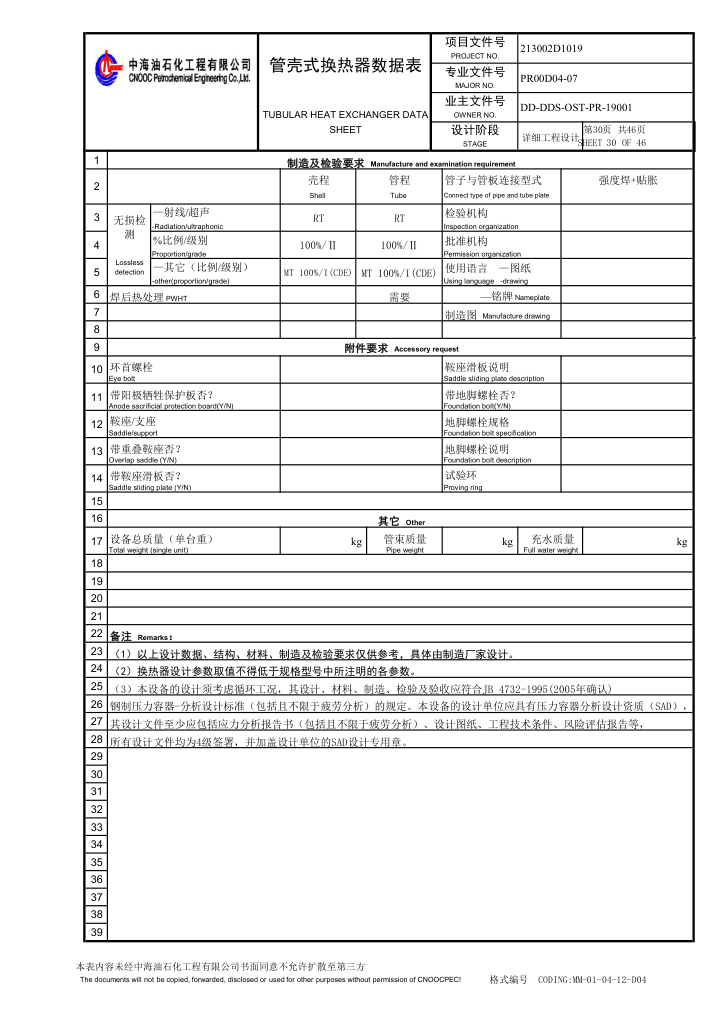 中海油石化工程有限公司
CNOOC Petrochemical Engineering Co.,Ltd.
管壳式换热器数据表
TUBULAR HEAT EXCHANGER DATA
SHEET
项目文件号
PROJECT NO.
213002D1019
专业文件号
MAJOR NO.
PR00D04-07
业主文件号
OWNER NO.
DD-DDS-OST-PR-19001
设计阶段
STAGE
详细工程设计
第30页 共46页
SHEET 30 OF 46
1 制造及检验要求 Manufacture and examination requirement
2 壳程 管程 管子与管板连接型式 强度焊+贴胀
Shell Tube Connect type of pipe and tube plate
无损检测
Lossless detection
3 —射线/超声 RT RT 检验机构
-Radiation/ultraphonic Inspection organization
4 %比例/级别 100%/Ⅱ 100%/Ⅱ 批准机构
Proportion/grade Permission organization
5 —其它（比例/级别） MT 100%/I(CDE) MT 100%/I(CDE) 使用语言 —图纸
-other(proportion/grade) Using language -drawing
6 焊后热处理 PWHT 需要 —铭牌 Nameplate
7 制造图 Manufacture drawing
8
9 附件要求 Accessory request
10 环首螺栓 鞍座滑板说明
Eye bolt Saddle sliding plate description
11 带阳极牺牲保护板否? 带地脚螺栓否?
Anode sacrificial protection board(Y/N) Foundation bolt(Y/N)
12 鞍座/支座 地脚螺栓规格
Saddle/support Foundation bolt specification
13 带重叠鞍座否? 地脚螺栓说明
Overlap saddle (Y/N) Foundation bolt description
14 带鞍座滑板否? 试验环
Saddle sliding plate (Y/N) Proving ring
15
16 其它 Other
17 设备总质量（单台重） kg 管束质量 kg 充水质量 kg
Total weight (single unit) Pipe weight Full water weight
18
19
20
21
22 备注 Remarks：
23 （1）以上设计数据、结构、材料、制造及检验要求仅供参考，具体由制造厂家设计。
24 （2）换热器设计参数取值不得低于规格型号中所注明的各参数。
25 （3）本设备的设计须考虑循环工况，其设计、材料、制造、检验及验收应符合JB 4732-1995(2005年确认)
26 钢制压力容器-分析设计标准（包括且不限于疲劳分析）的规定。本设备的设计单位应具有压力容器分析设计资质（SAD），
27 其设计文件至少应包括应力分析报告书（包括且不限于疲劳分析）、设计图纸、工程技术条件、风险评估报告等，
28 所有设计文件均为4级签署，并加盖设计单位的SAD设计专用章。
29
30
31
32
33
34
35
36
37
38
39
本表内容未经中海油石化工程有限公司书面同意不允许扩散至第三方
The documents will not be copied, forwarded, disclosed or used for other purposes without permission of CNOOCPEC!
格式编号 CODING:MM-01-04-12-D04